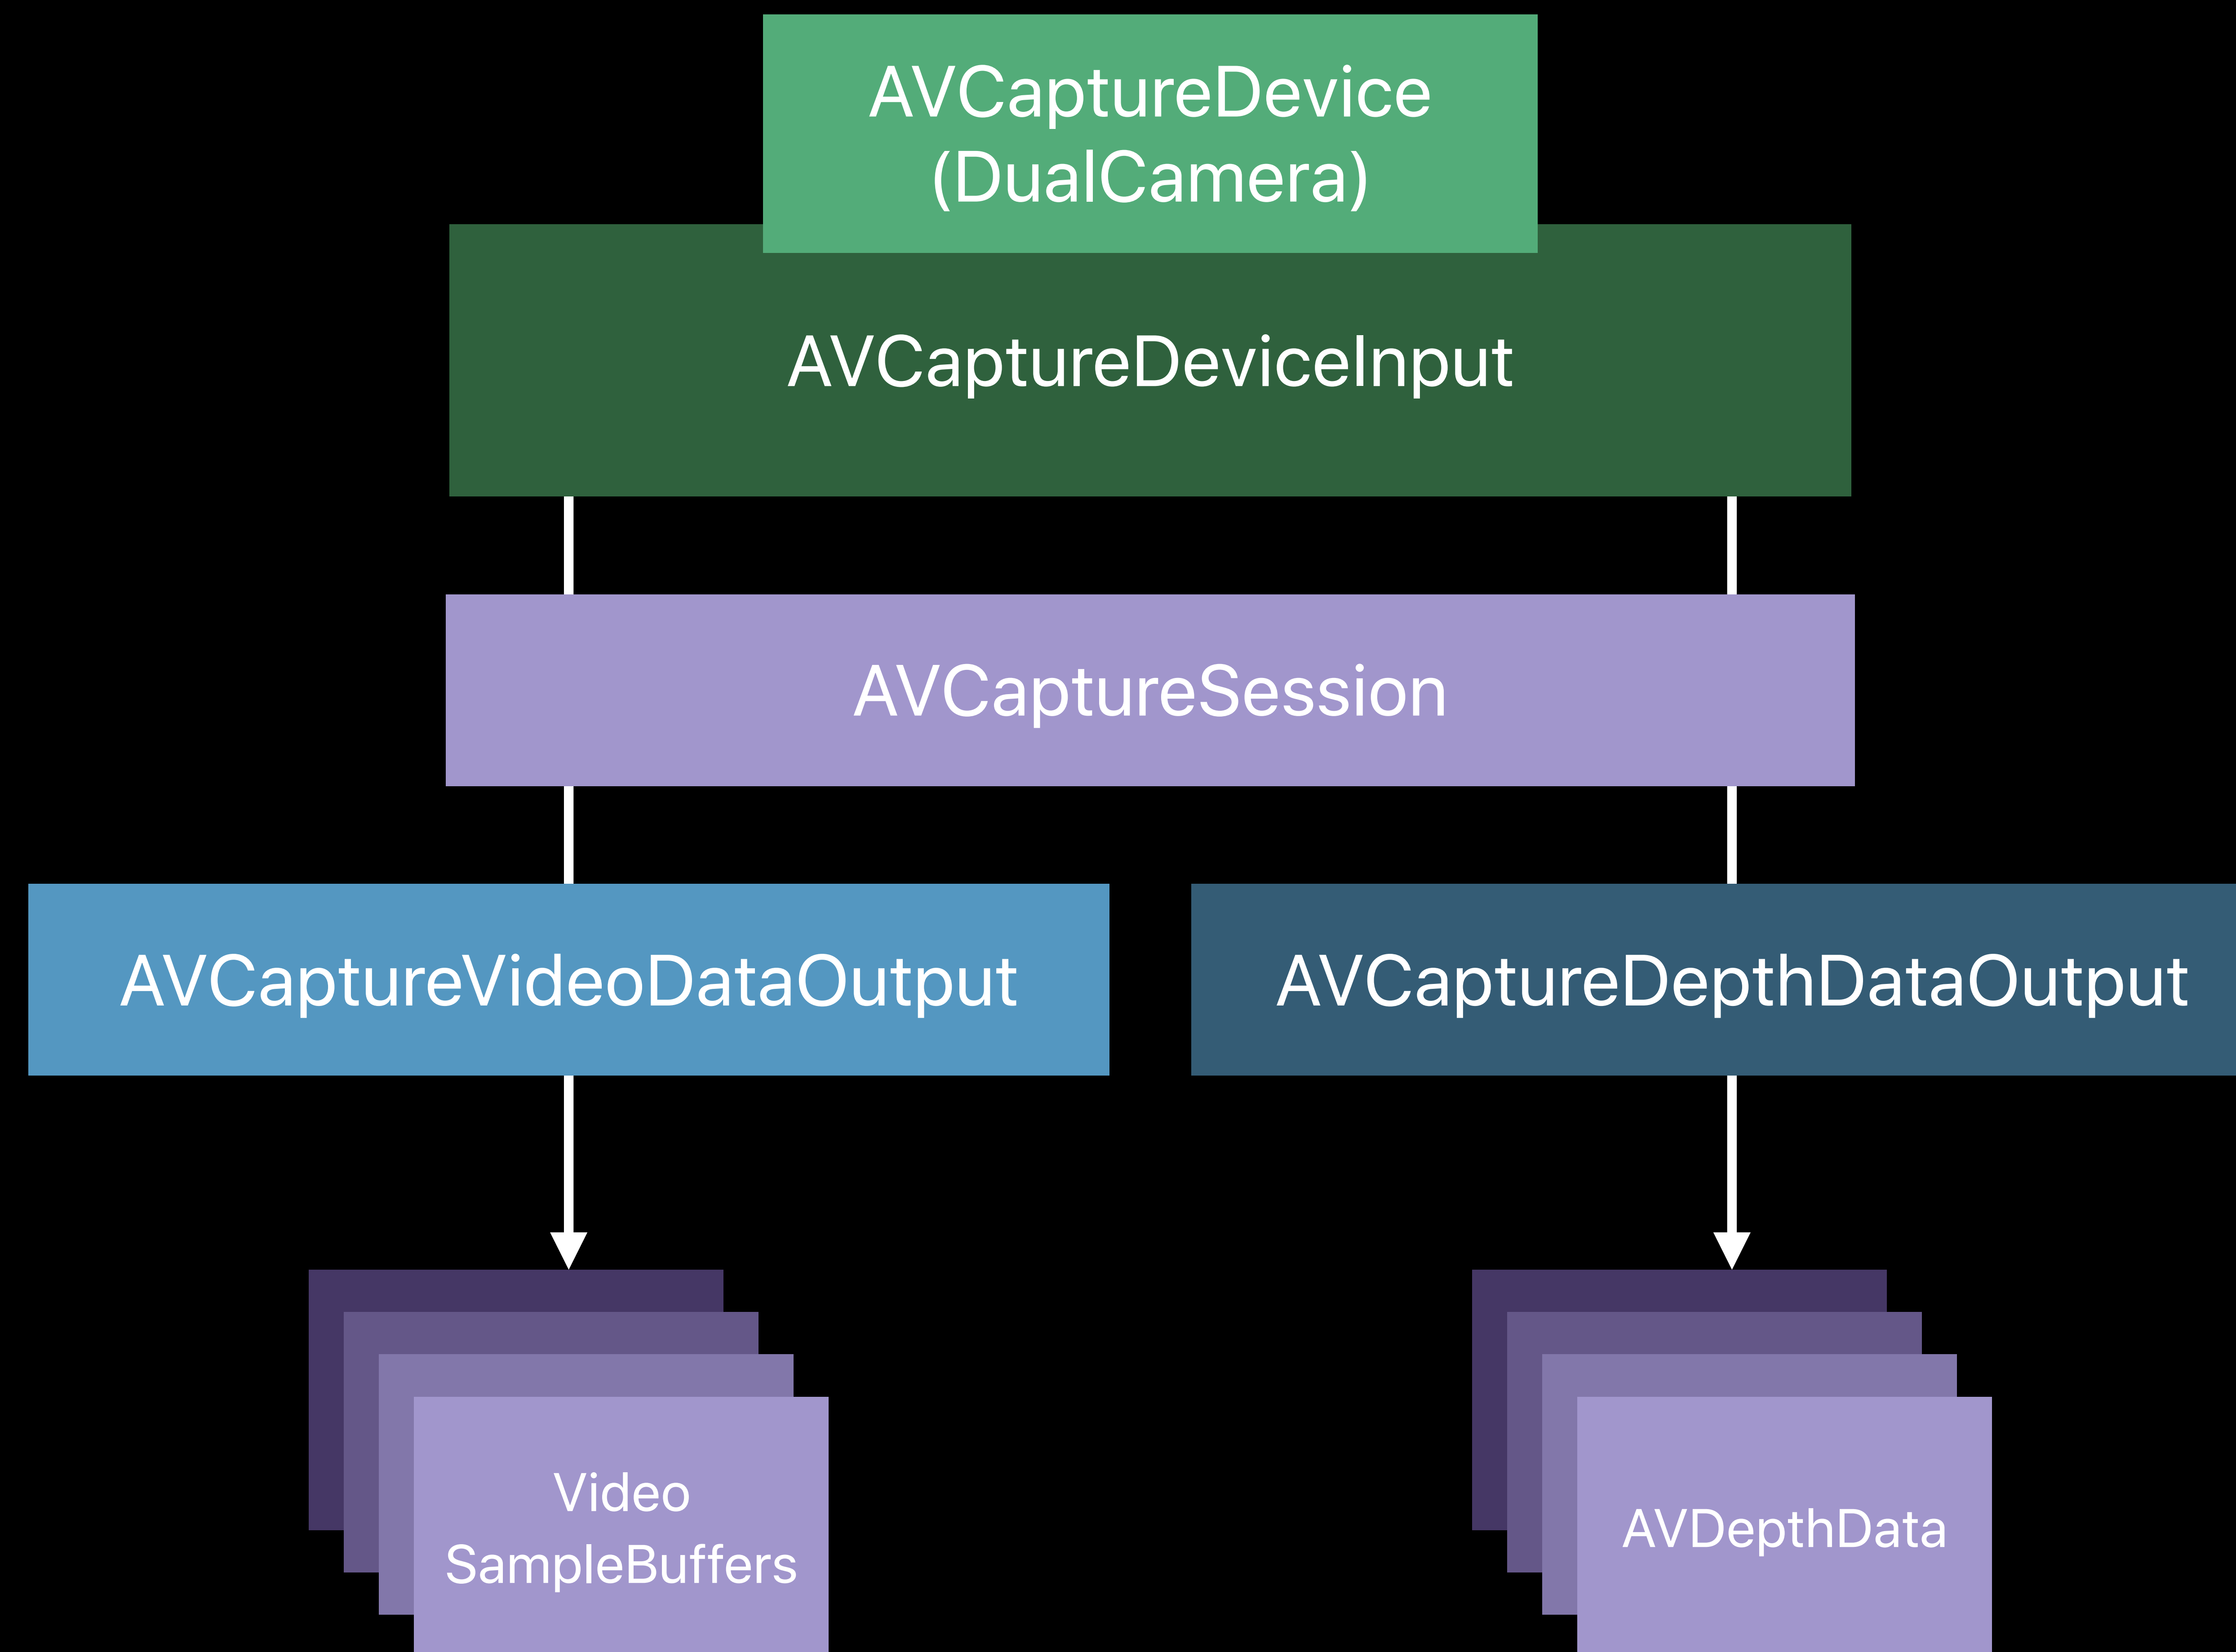 AVCaptureDevice
(DualCamera)
AVCaptureDeviceInput
AVCaptureSession
AVCaptureVideoDataOutput
AVCaptureDepthDataOutput
Video
SampleBuffers
AVDepthData